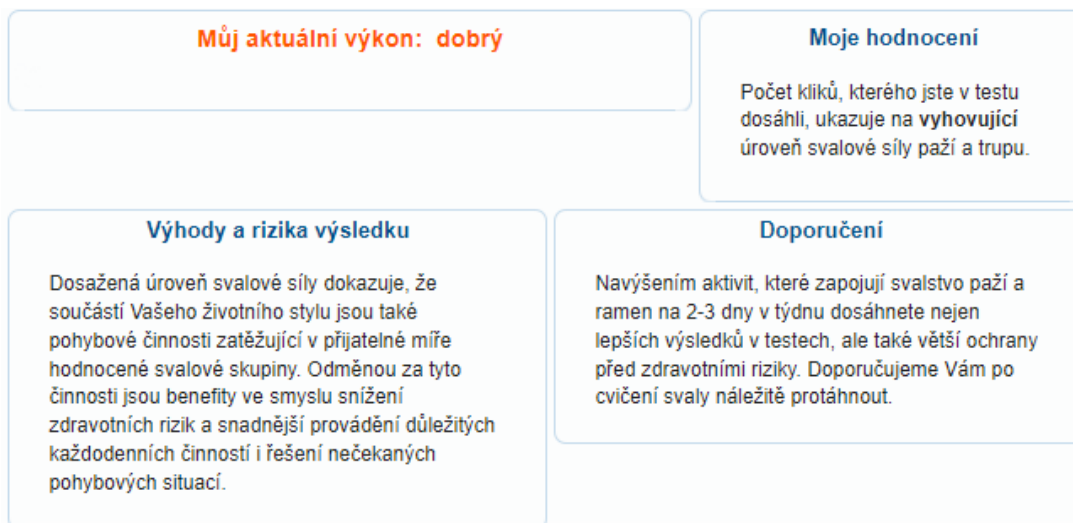 Můj aktuální výkon:  dobrý
Moje hodnocení
Počet kliků, kterého jste v testu
dosáhli, ukazuje na vyhovující
úroveň svalové síly paží a trupu.
Výhody a rizika výsledku
Dosažená úroveň svalové síly dokazuje, že
součástí Vašeho životního stylu jsou také
pohybové činnosti zatěžující v přijatelné míře
hodnocené svalové skupiny. Odměnou za tyto
činnosti jsou benefity ve smyslu snížení
zdravotních rizik a snadnější provádění důležitých
každodenních činností i řešení nečekaných
pohybových situací.
Doporučení
Navýšením aktivit, které zapojují svalstvo paží a
ramen na 2-3 dny v týdnu dosáhnete nejen
lepších výsledků v testech, ale také větší ochrany
před zdravotními riziky. Doporučujeme Vám po
cvičení svaly náležitě protáhnout.